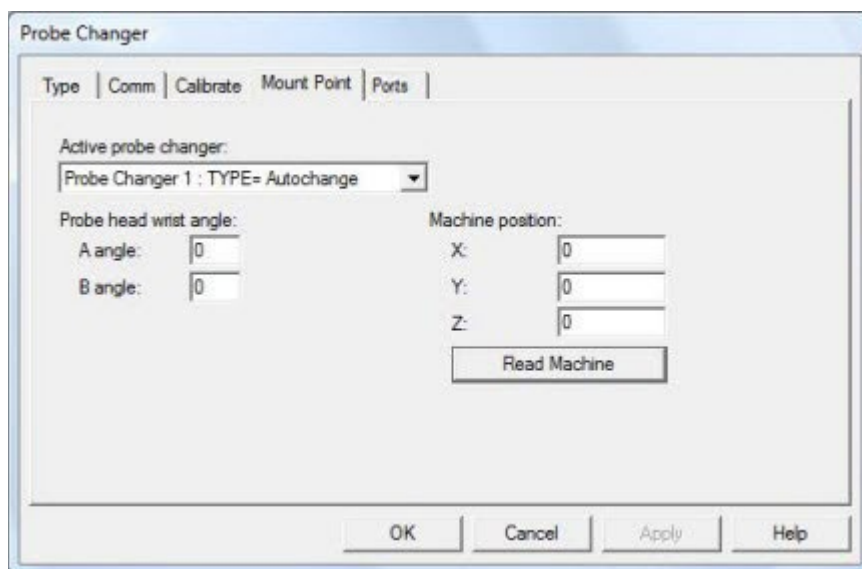 Probe Changer
Type Comm Calibrate Mount Point Ports
Active probe changer:
Probe Changer 1 : TYPE= Autochange
Probe head wrist angle: Machine position:
A angle: 0 X: 0
B angle: 0 Y: 0
Z: 0
Read Machine
OK Cancel Apply Help